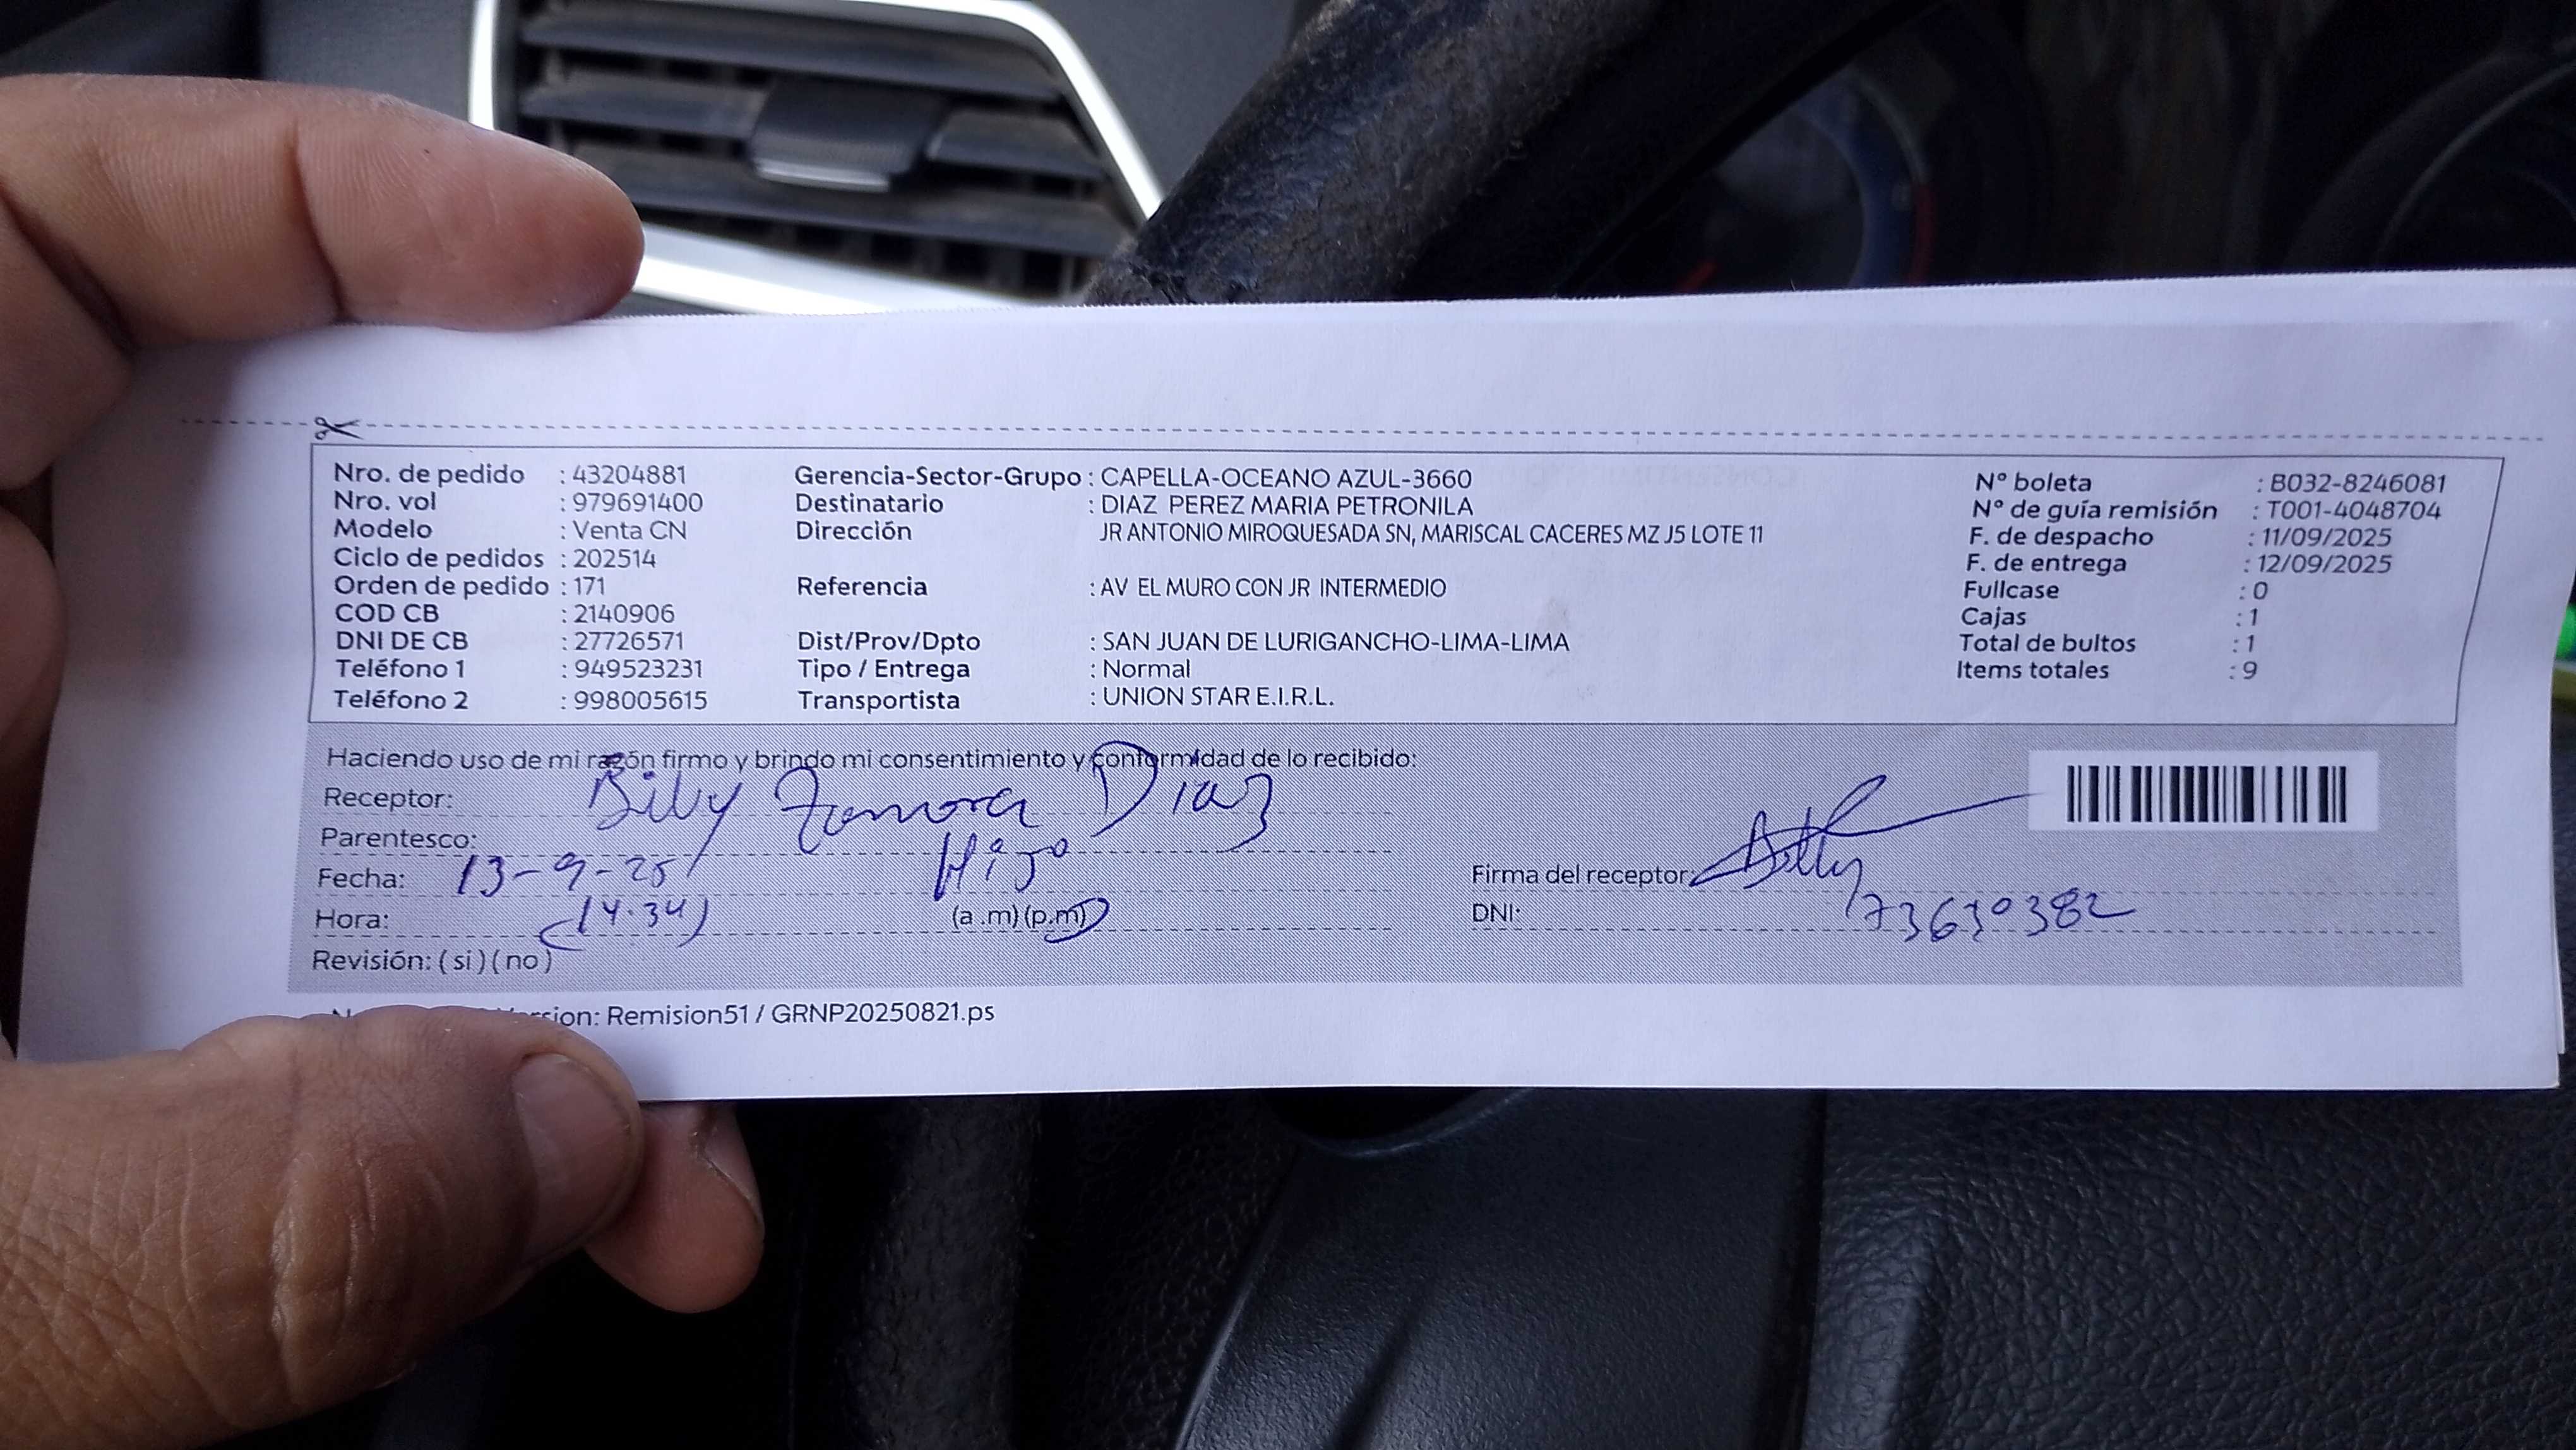 Nro. de pedido : 43204881
Nro. vol : 979691400
Modelo : Venta CN
Ciclo de pedidos : 202514
Orden de pedido : 171
COD CB : 2140906
DNI DE CB : 27726571
Teléfono 1 : 949523231
Teléfono 2 : 998005615
Gerencia-Sector-Grupo : CAPELLA-OCEANO AZUL-3660
Destinatario : DIAZ PEREZ MARIA PETRONILA
Dirección JR ANTONIO MIROQUESADA SN, MARISCAL CACERES MZ J5 LOTE 11
Referencia : AV EL MURO CON JR INTERMEDIO
Dist/Prov/Dpto : SAN JUAN DE LURIGANCHO-LIMA-LIMA
Tipo / Entrega : Normal
Transportista : UNION STAR E.I.R.L.
N° boleta : B032-8246081
N° de guía remisión : T001-4048704
F. de despacho : 11/09/2025
F. de entrega : 12/09/2025
Fullcase : 0
Cajas : 1
Total de bultos : 1
Items totales : 9
Haciendo uso de mi razón firmo y brindo mi consentimiento y conformidad de lo recibido:
Receptor: Billy Zamora Diaz
Parentesco: Hijo
Fecha: 13-9-25
Hora: (14:34) (a .m) (p.m)
Revisión: ( si ) ( no )
Firma del receptor: Billy
DNI: 73630382
ion: Remision51 / GRNP20250821.ps